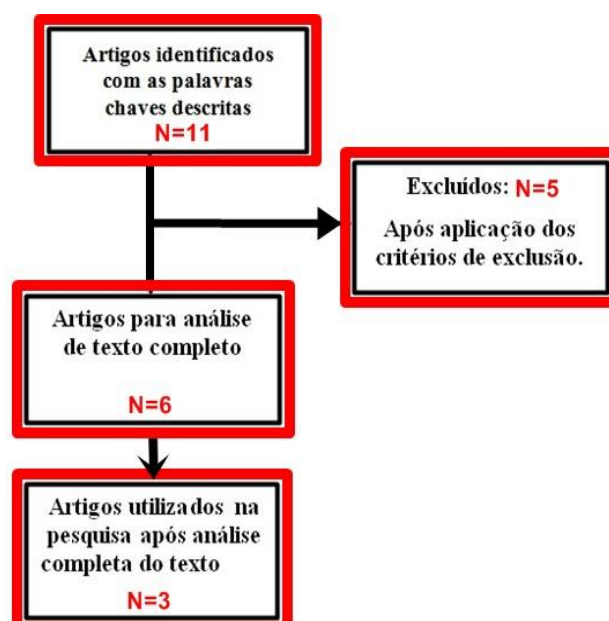 Artigos identificados
com as palavras
chaves descritas
N=11
Excluídos: N=5
Após aplicação dos
critérios de exclusão.
Artigos para análise
de texto completo
N=6
Artigos utilizados na
pesquisa após análise
completa do texto
N=3